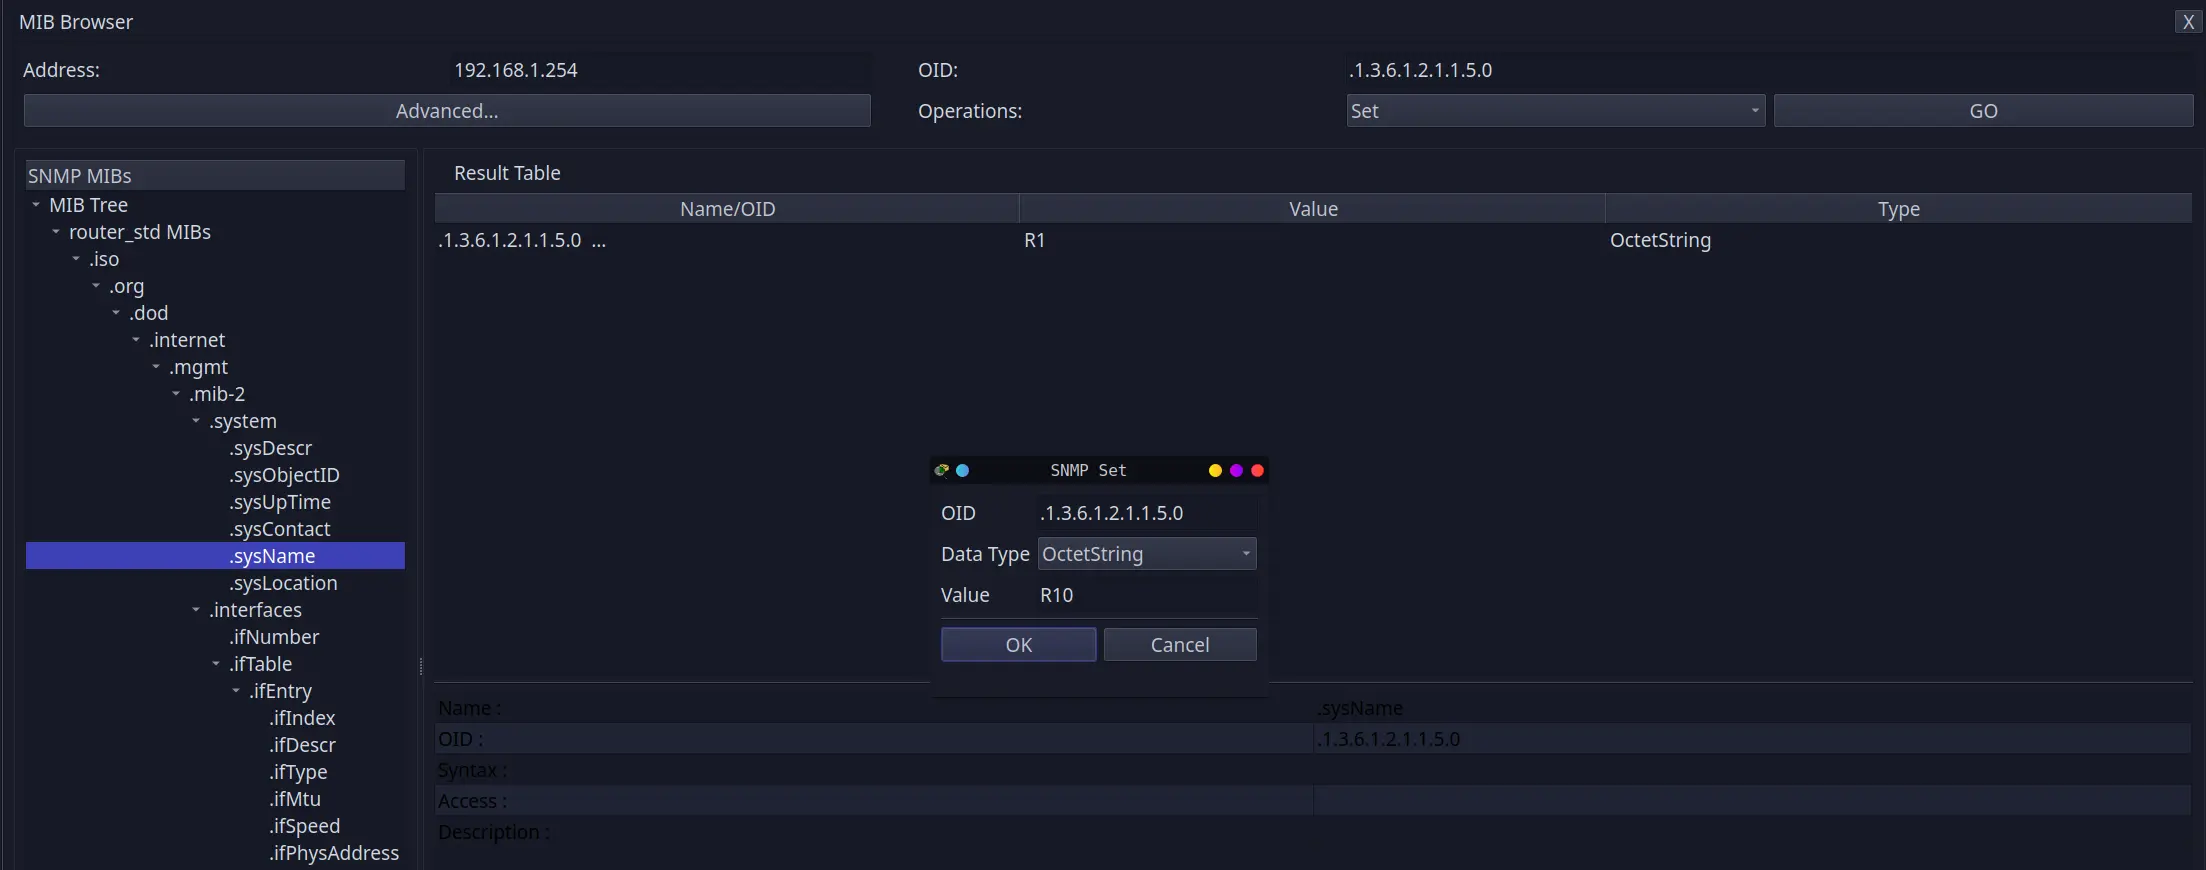 MIB Browser X
Address: 192.168.1.254 OID: .1.3.6.1.2.1.1.5.0
Advanced... Operations: Set GO
SNMP MIBs
MIB Tree
router_std MIBs
.iso
.org
.dod
.internet
.mgmt
.mib-2
.system
.sysDescr
.sysObjectID
.sysUpTime
.sysContact
.sysName
.sysLocation
.interfaces
.ifNumber
.ifTable
.ifEntry
.ifIndex
.ifDescr
.ifType
.ifMtu
.ifSpeed
.ifPhysAddress
Result Table
Name/OID Value Type
.1.3.6.1.2.1.1.5.0 ... R1 OctetString
SNMP Set
OID .1.3.6.1.2.1.1.5.0
Data Type OctetString
Value R10
OK Cancel
Name : .sysName
OID : .1.3.6.1.2.1.1.5.0
Syntax :
Access :
Description :